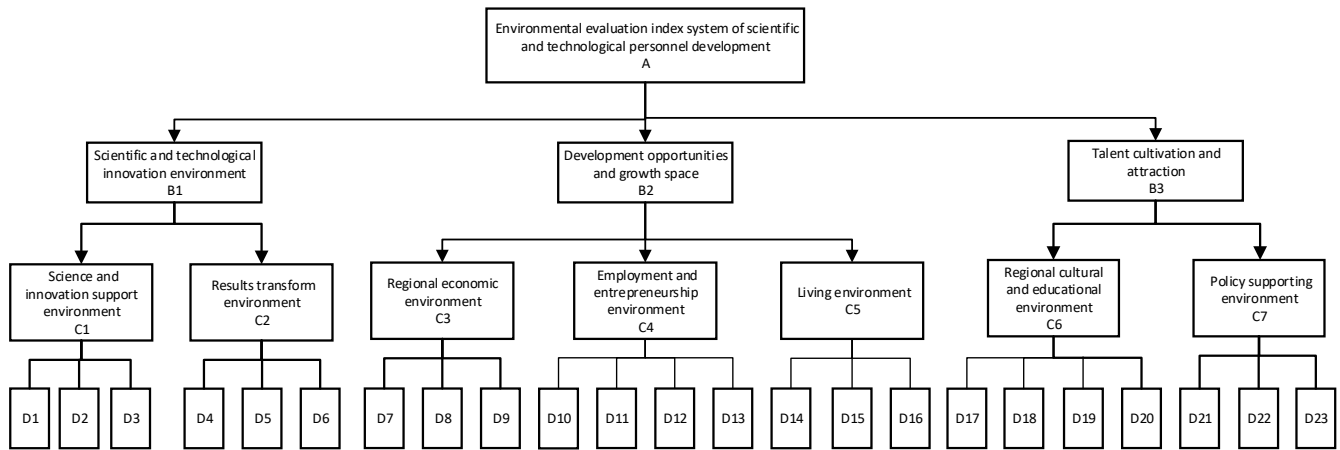 Environmental evaluation index system of scientific
and technological personnel development
A
Scientific and technological
innovation environment
B1
Development opportunities
and growth space
B2
Talent cultivation and
attraction
B3
Science and
innovation support
environment
C1
Results transform
environment
C2
Regional economic
environment
C3
Employment and
entrepreneurship
environment
C4
Living environment
C5
Regional cultural
and educational
environment
C6
Policy supporting
environment
C7
D1
D2
D3
D4
D5
D6
D7
D8
D9
D10
D11
D12
D13
D14
D15
D16
D17
D18
D19
D20
D21
D22
D23